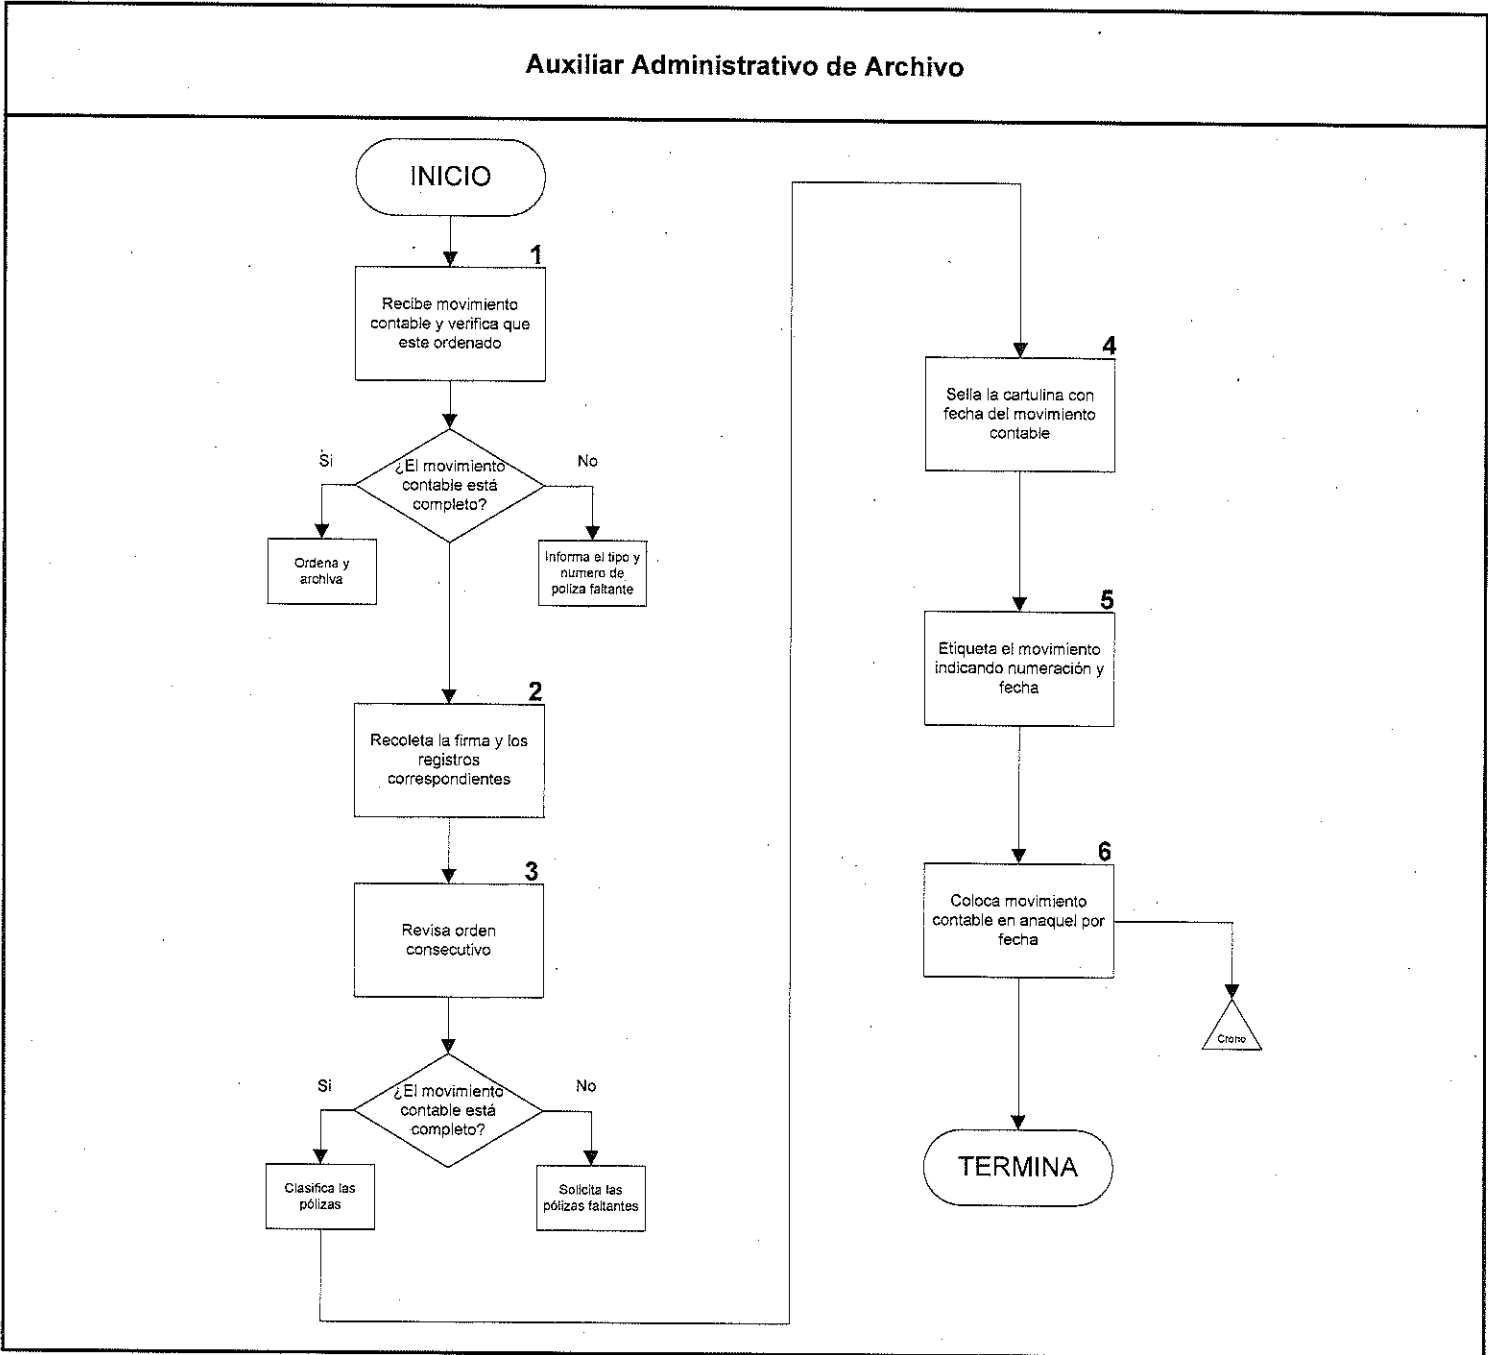 Auxiliar Administrativo de Archivo
INICIO
1
Recibe movimiento
contable y verifica que
este ordenado
¿El movimiento
contable está
completo?
Si
No
Ordena y
archiva
Informa el tipo y
numero de
poliza faltante
2
Recoleta la firma y los
registros
correspondientes
3
Revisa orden
consecutivo
¿El movimiento
contable está
completo?
Si
No
Clasifica las
pólizas
Solicita las
pólizas faltantes
4
Sella la cartulina con
fecha del movimiento
contable
5
Etiqueta el movimiento
indicando numeración y
fecha
6
Coloca movimiento
contable en anaquel por
fecha
Crono
TERMINA